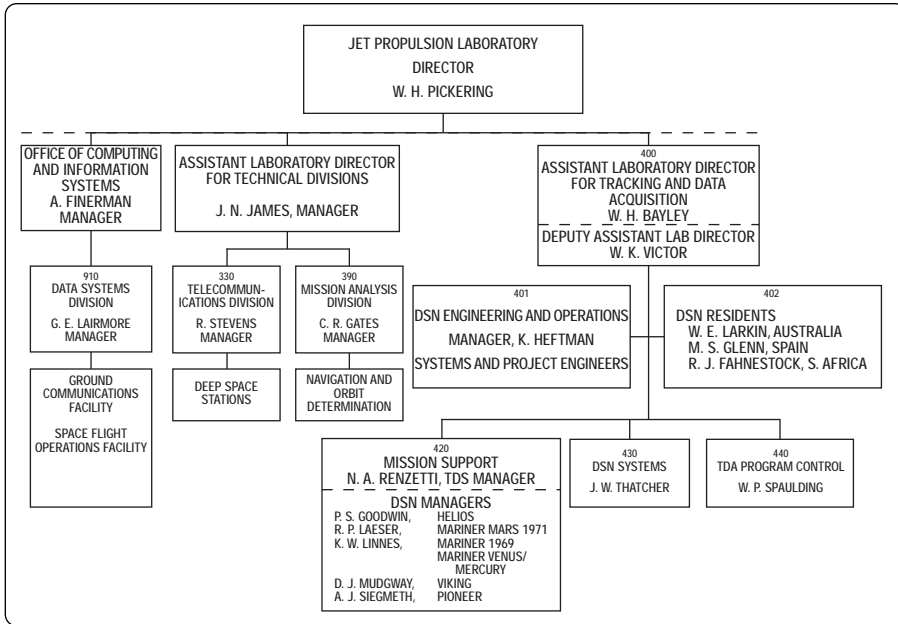 JET PROPULSION LABORATORY
DIRECTOR
W. H. PICKERING
OFFICE OF COMPUTING
AND INFORMATION
SYSTEMS
A. FINERMAN
MANAGER
ASSISTANT LABORATORY DIRECTOR
FOR TECHNICAL DIVISIONS
J. N. JAMES, MANAGER
400
ASSISTANT LABORATORY DIRECTOR
FOR TRACKING AND DATA
ACQUISITION
W. H. BAYLEY
DEPUTY ASSISTANT LAB DIRECTOR
W. K. VICTOR
910
DATA SYSTEMS
DIVISION
G. E. LAIRMORE
MANAGER
330
TELECOMMUN-
ICATIONS DIVISION
R. STEVENS
MANAGER
390
MISSION ANALYSIS
DIVISION
C. R. GATES
MANAGER
401
DSN ENGINEERING AND OPERATIONS
MANAGER, K. HEFTMAN
SYSTEMS AND PROJECT ENGINEERS
402
DSN RESIDENTS
W. E. LARKIN, AUSTRALIA
M. S. GLENN, SPAIN
R. J. FAHNESTOCK, S. AFRICA
GROUND
COMMUNICATIONS
FACILITY
SPACE FLIGHT
OPERATIONS FACILITY
DEEP SPACE
STATIONS
NAVIGATION AND
ORBIT
DETERMINATION
420
MISSION SUPPORT
N. A. RENZETTI, TDS MANAGER
DSN MANAGERS
P. S. GOODWIN, HELIOS
R. P. LAESER, MARINER MARS 1971
K. W. LINNES, MARINER 1969
MARINER VENUS/
MERCURY
D. J. MUDGWAY, VIKING
A. J. SIEGMETH, PIONEER
430
DSN SYSTEMS
J. W. THATCHER
440
TDA PROGRAM CONTROL
W. P. SPAULDING